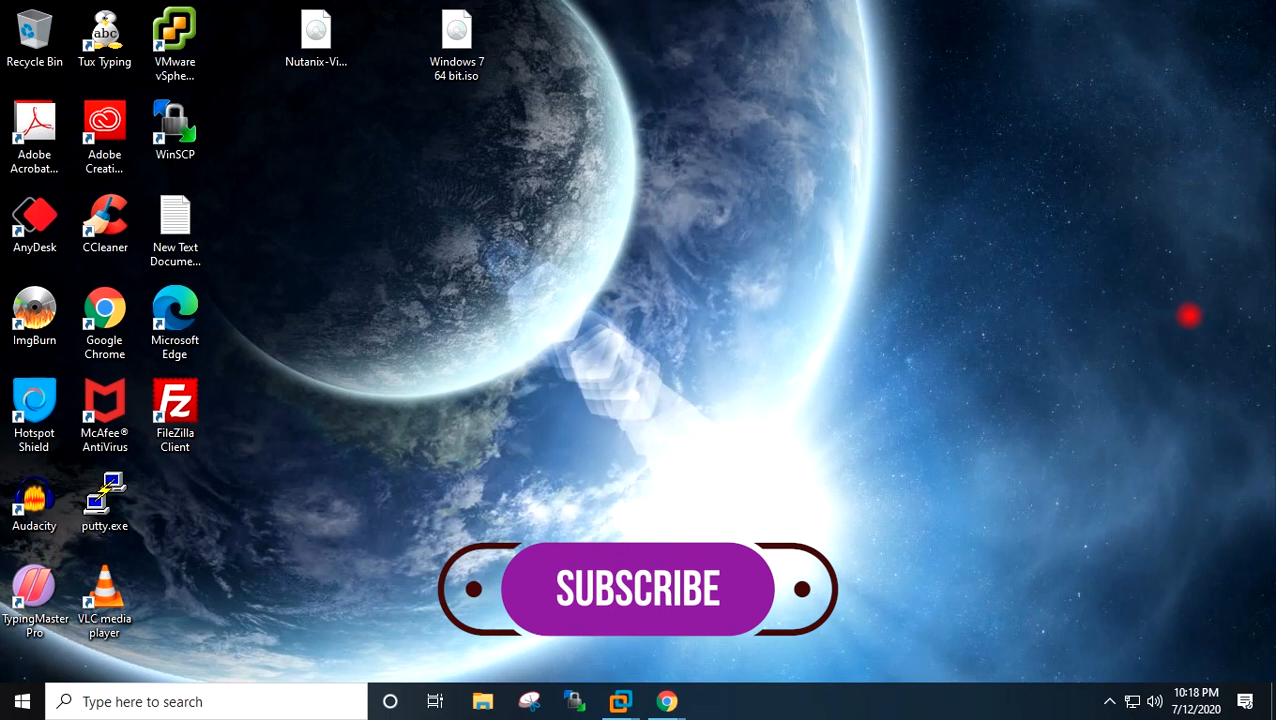 Recycle Bin
Tux Typing
abc
VMware
vSphe...
Nutanix-Vi...
Windows 7
64 bit.iso
Adobe
Acrobat...
Adobe
Creati...
WinSCP
AnyDesk
CCleaner
New Text
Docume...
ImgBurn
Google
Chrome
Microsoft
Edge
Hotspot
Shield
McAfee®
AntiVirus
Fz
FileZilla
Client
Audacity
putty.exe
TypingMaster
Pro
VLC media
player
SUBSCRIBE
Type here to search
10:18 PM
7/12/2020